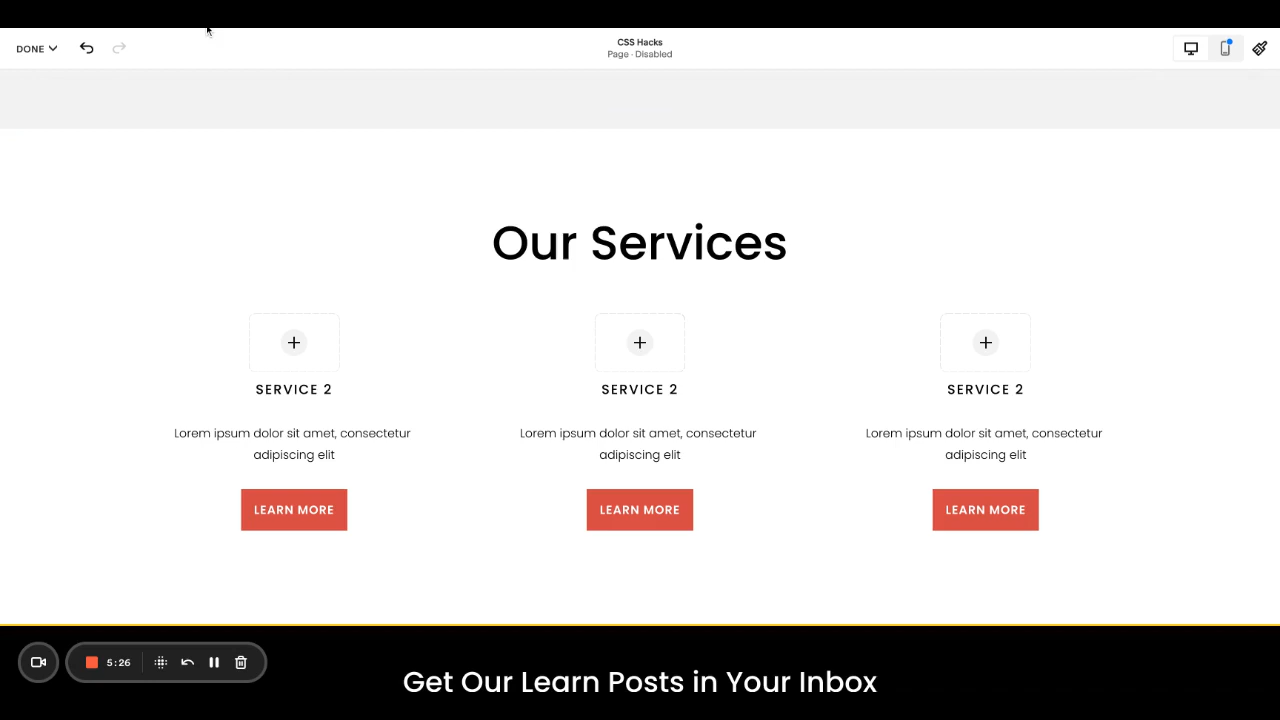 DONE
CSS Hacks
Page · Disabled
Our Services
SERVICE 2
Lorem ipsum dolor sit amet, consectetur
adipiscing elit
LEARN MORE
SERVICE 2
Lorem ipsum dolor sit amet, consectetur
adipiscing elit
LEARN MORE
SERVICE 2
Lorem ipsum dolor sit amet, consectetur
adipiscing elit
LEARN MORE
5:26
Get Our Learn Posts in Your Inbox